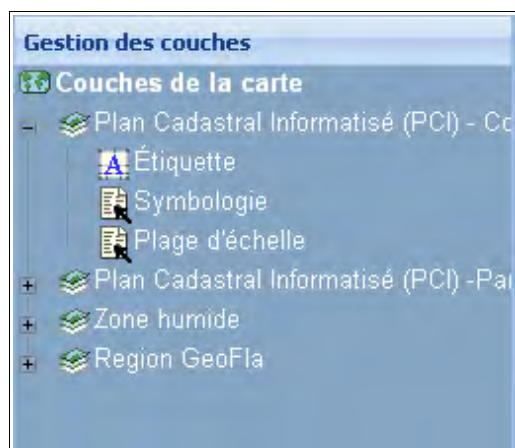 Gestion des couches
Couches de la carte
Plan Cadastral Informatisé (PCI) - Co
Étiquette
Symbologie
Plage d'échelle
Plan Cadastral Informatisé (PCI) -Par
Zone humide
Region GeoFla